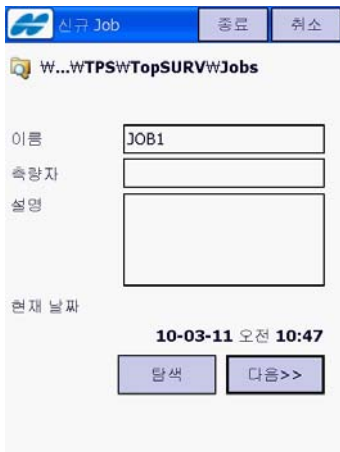 신규 Job 종료 취소
₩...₩TPS₩TopSURV₩Jobs
이름 JOB1
측량자
설명
현재 날짜
10-03-11 오전 10:47
탐색 다음>>